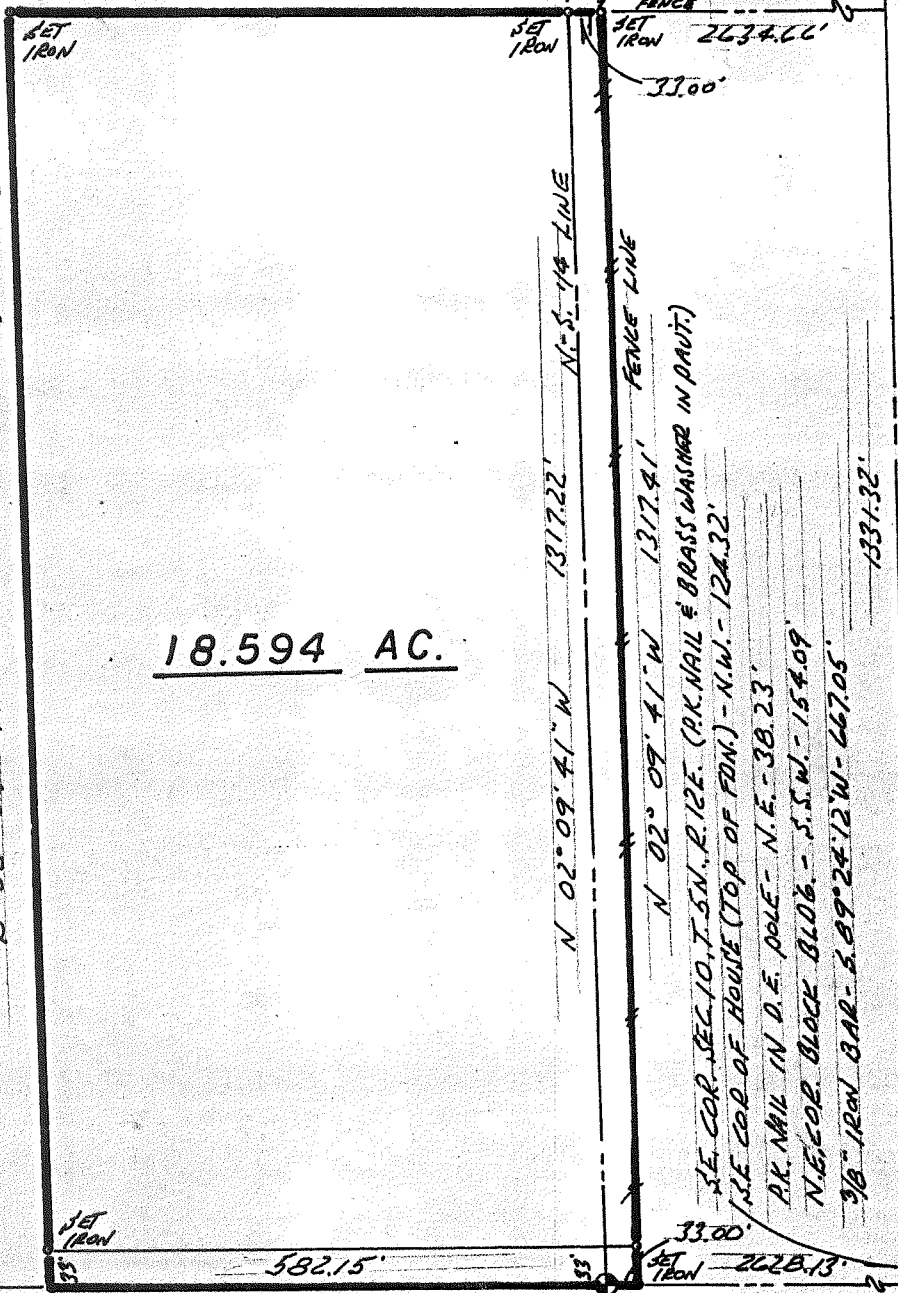 FENCE
SET
IRON
SET
IRON
SET
IRON
2634.66'
33.00'
N.-S. 1/4 LINE
FENCE LINE
1317.22'
1317.41'
N 02° 09' 41" W
N 02° 09' 41" W
18.594 AC.
S.E. COR. SEC. 10, T.5N., R.12E. (P.K. NAIL & BRASS WASHER IN PAVT.)
S.E. COR OF HOUSE (TOP OF FDN.) - N.W. - 124.32'
P.K. NAIL IN D.E. POLE - N.E. - 38.23'
N.E. COR. BLOCK BLDG. - S.S.W. - 154.09'
3/8" IRON BAR - S.89°24'12"W - 667.05'
1331.32'
SET
IRON
33'
582.15'
33'
33.00'
SET
IRON
2628.13'